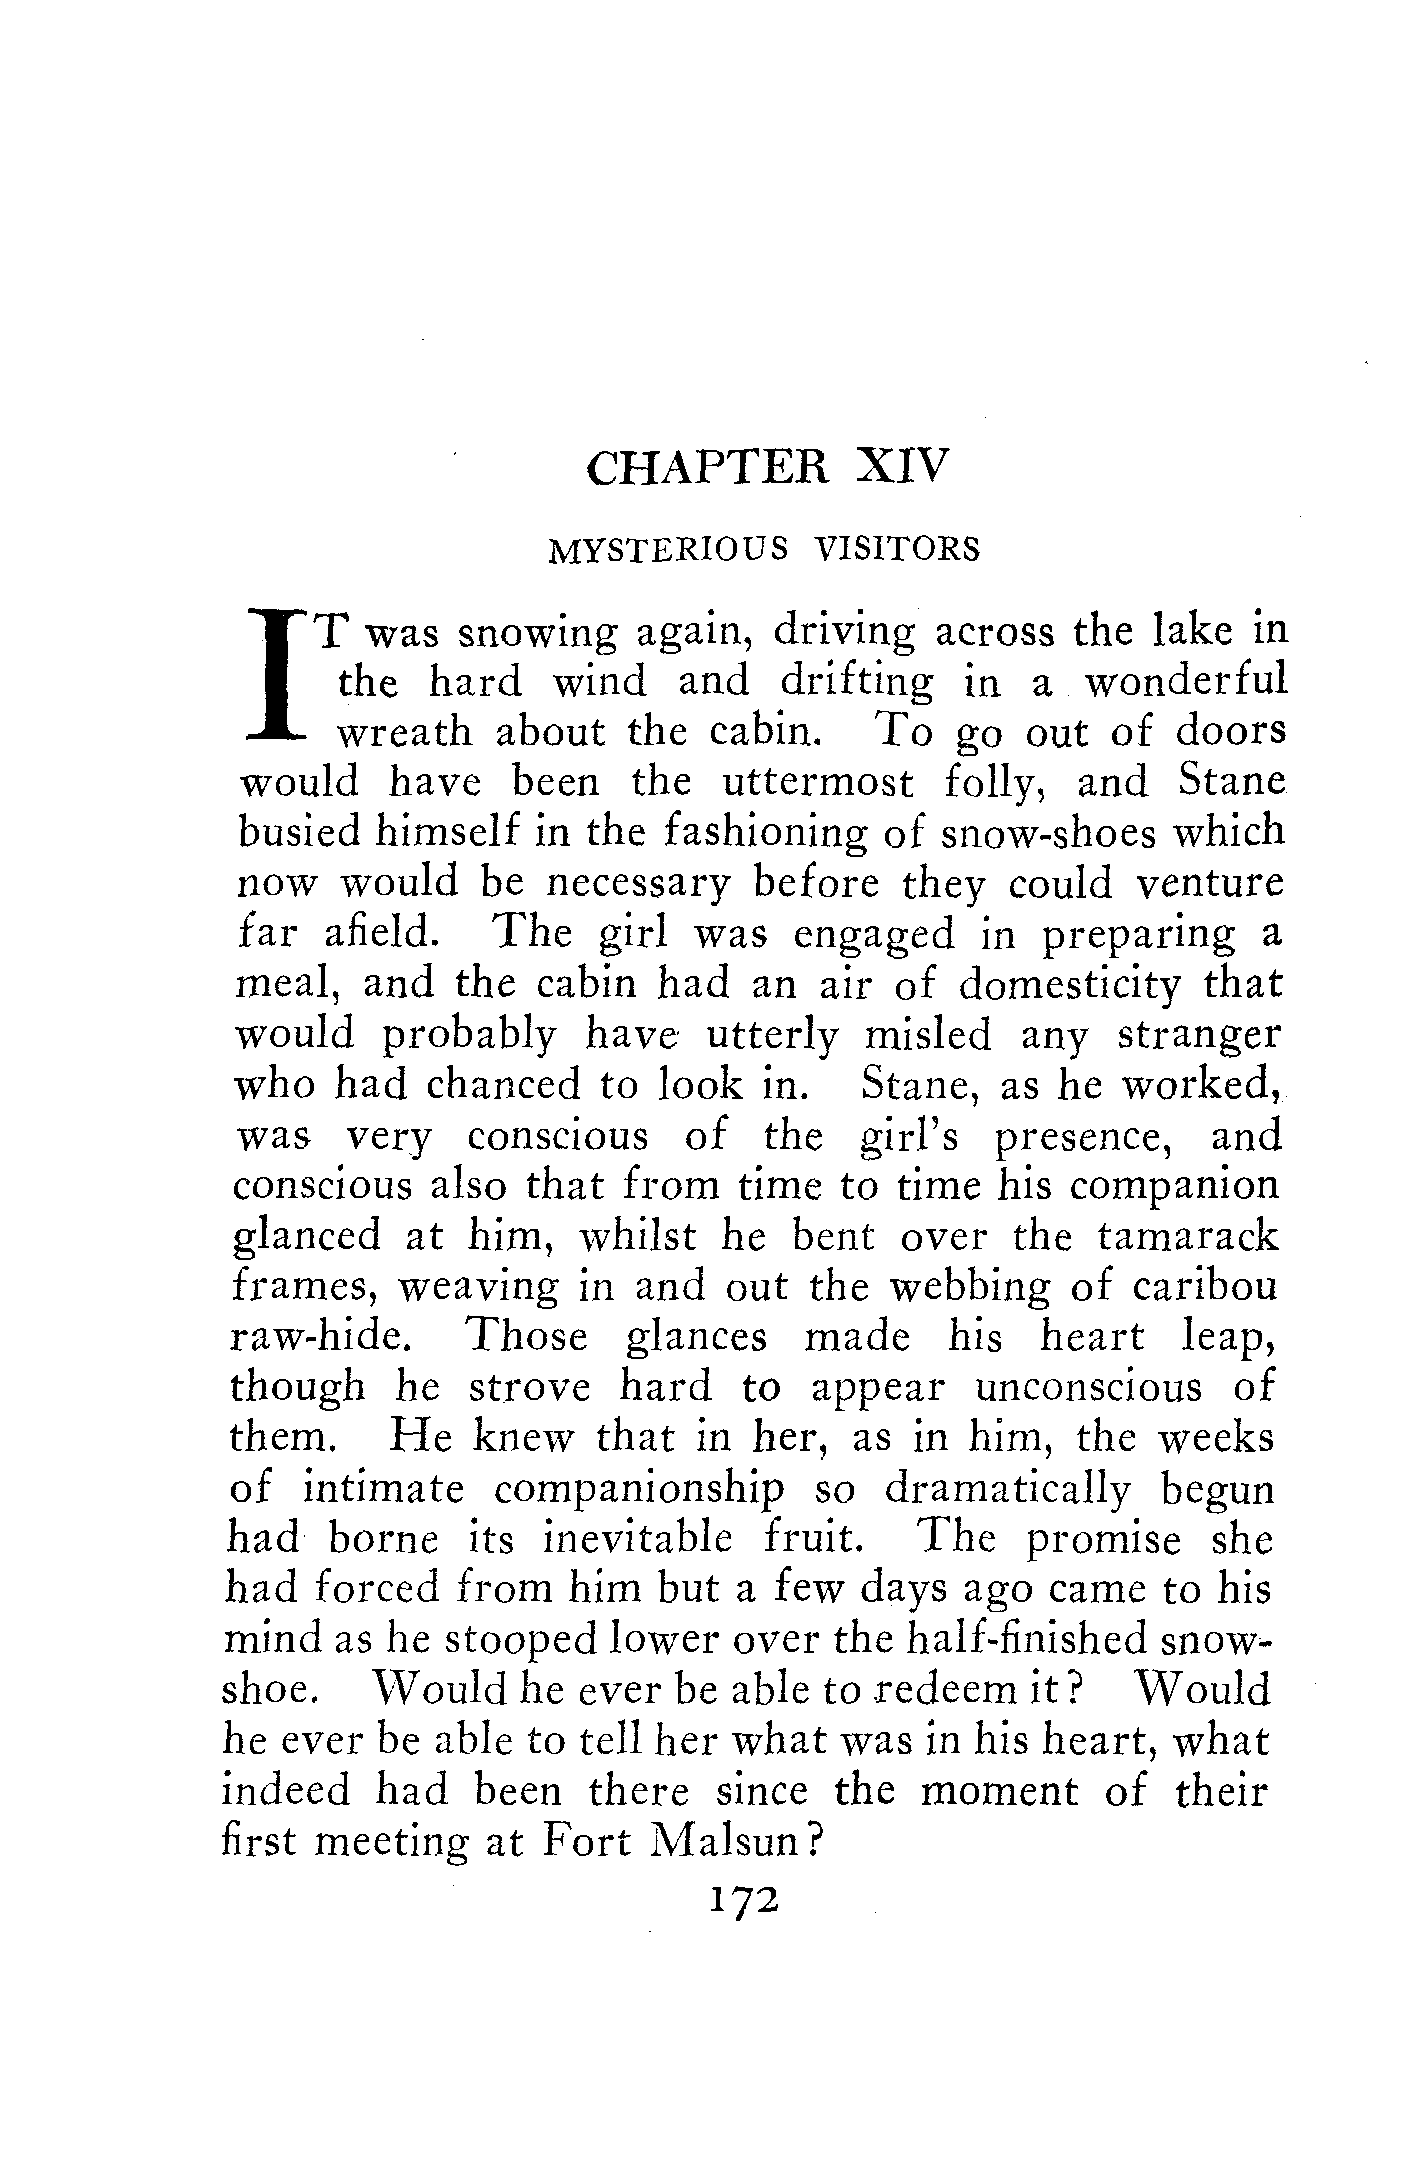 CHAPTER XIV
MYSTERIOUS VISITORS
IT was snowing again, driving across the lake in
the hard wind and drifting in a wonderful
wreath about the cabin. To go out of doors
would have been the uttermost folly, and Stane
busied himself in the fashioning of snow-shoes which
now would be necessary before they could venture
far afield. The girl was engaged in preparing a
meal, and the cabin had an air of domesticity that
would probably have utterly misled any stranger
who had chanced to look in. Stane, as he worked,
was very conscious of the girl's presence, and
conscious also that from time to time his companion
glanced at him, whilst he bent over the tamarack
frames, weaving in and out the webbing of caribou
raw-hide. Those glances made his heart leap,
though he strove hard to appear unconscious of
them. He knew that in her, as in him, the weeks
of intimate companionship so dramatically begun
had borne its inevitable fruit. The promise she
had forced from him but a few days ago came to his
mind as he stooped lower over the half-finished snow-
shoe. Would he ever be able to redeem it? Would
he ever be able to tell her what was in his heart, what
indeed had been there since the moment of their
first meeting at Fort Malsun?
172